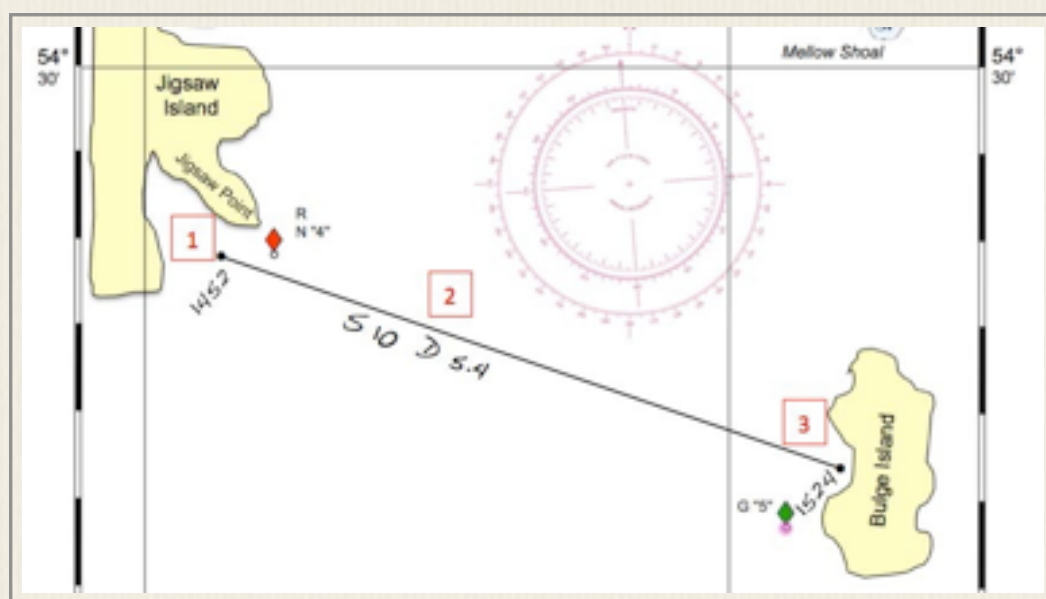 54°
30'
Mellow Shoal
54°
30'
Jigsaw
Island
Jigsaw Point
R
N "4"
1
1452
2
S 10 D 5.4
3
Bulge Island
G "5"
1524